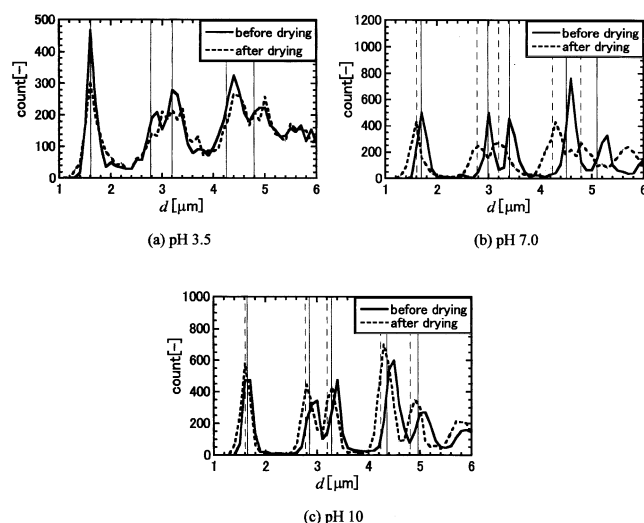 before drying
after drying
500
400
300
200
100
0
count[-]
1 2 3 4 5 6
d [μm]
(a) pH 3.5
before drying
after drying
1200
1000
800
600
400
200
0
count[-]
1 2 3 4 5 6
d [μm]
(b) pH 7.0
before drying
after drying
1000
800
600
400
200
0
count[-]
1 2 3 4 5 6
d [μm]
(c) pH 10